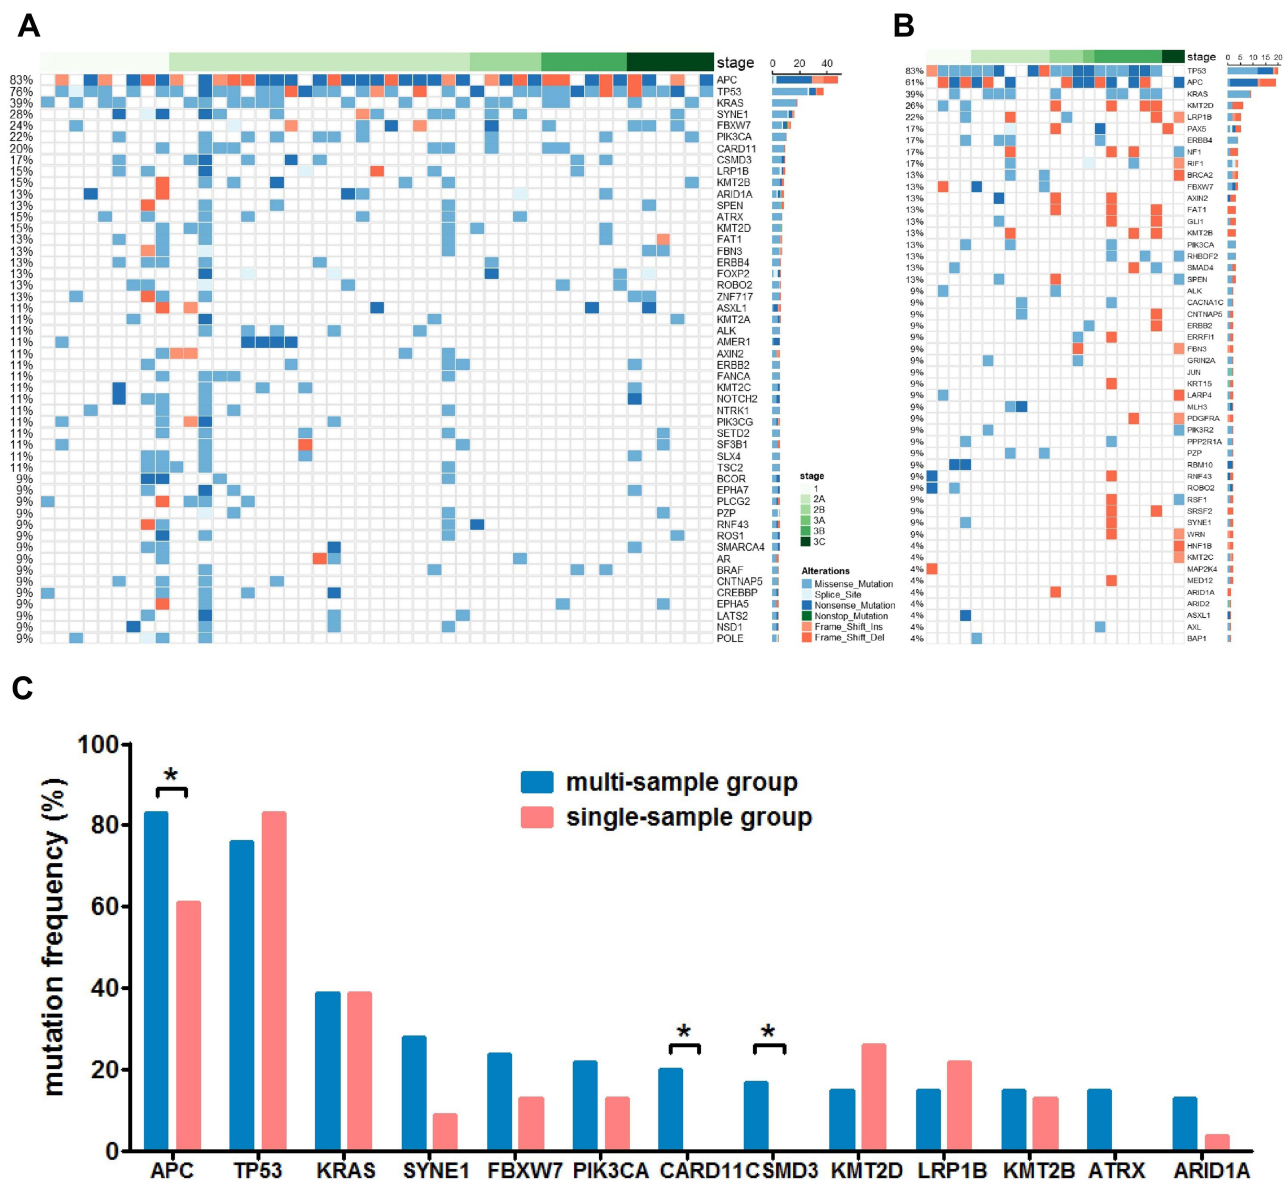 A
stage
83% APC
76% TP53
39% KRAS
28% SYNE1
24% FBXW7
22% PIK3CA
20% CARD11
17% CSMD3
15% LRP1B
15% KMT2B
13% ARID1A
13% SPEN
15% ATRX
15% KMT2D
13% FAT1
13% FBN3
13% ERBB4
13% FOXP2
13% ROBO2
13% ZNF717
11% ASXL1
11% KMT2A
11% ALK
11% AMER1
11% AXIN2
11% ERBB2
11% FANCA
11% KMT2C
11% NOTCH2
11% NTRK1
11% PIK3CG
11% SETD2
11% SF3B1
11% SLX4
11% TSC2
9% BCOR
9% EPHA7
9% PLCG2
9% PZP
9% RNF43
9% ROS1
9% SMARCA4
9% AR
9% BRAF
9% CNTNAP5
9% CREBBP
9% EPHA5
9% LATS2
9% NSD1
9% POLE
0 20 40
stage
1
2A
2B
3A
3B
3C
Alterations
Missense_Mutation
Splice_Site
Nonsense_Mutation
Nonstop_Mutation
Frame_Shift_Ins
Frame_Shift_Del
B
stage
0 5 10 15 20
83% TP53
61% APC
39% KRAS
26% KMT2D
22% LRP1B
17% PAX5
17% ERBB4
17% NF1
17% RIF1
13% BRCA2
13% FBXW7
13% AXIN2
13% FAT1
13% GLI1
13% KMT2B
13% PIK3CA
13% RHBDF2
13% SMAD4
13% SPEN
9% ALK
9% CACNA1C
9% CNTNAP5
9% ERBB2
9% ERRFI1
9% FBN3
9% GRIN2A
9% JUN
9% KRT15
9% LARP4
9% MLH3
9% PDGFRA
9% PIK3R2
9% PPP2R1A
9% PZP
9% RBM10
9% RNF43
9% ROBO2
9% RSF1
9% SRSF2
9% SYNE1
9% WRN
4% HNF1B
4% KMT2C
4% MAP2K4
4% MED12
4% ARID1A
4% ARID2
4% ASXL1
4% AXL
4% BAP1
C
mutation frequency (%)
100
80
60
40
20
0
multi-sample group
single-sample group
*
* *
APC TP53 KRAS SYNE1 FBXW7 PIK3CA CARD11 CSMD3 KMT2D LRP1B KMT2B ATRX ARID1A